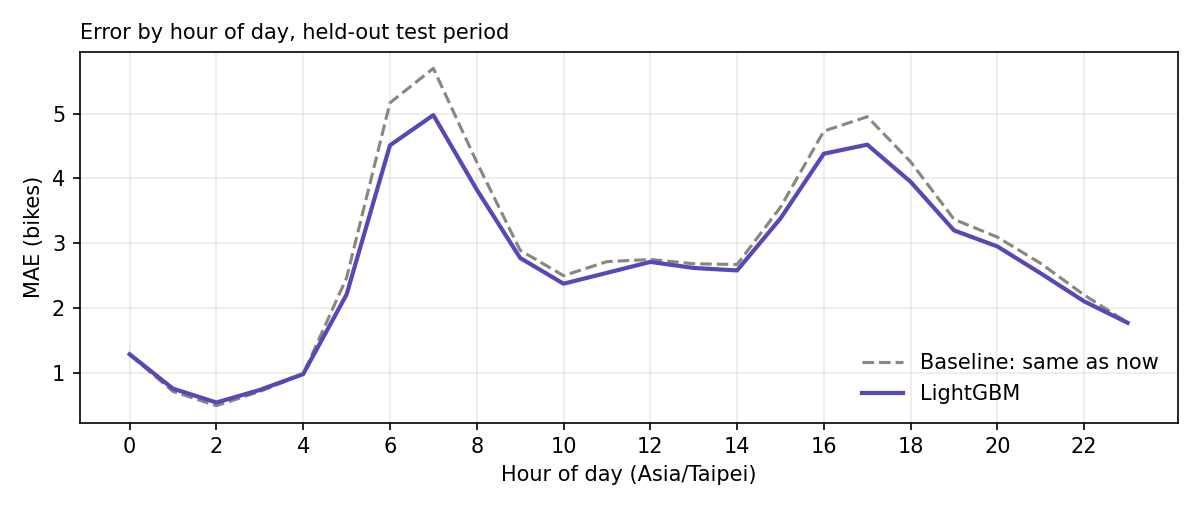 Error by hour of day, held-out test period
MAE (bikes)
5
4
3
2
1
Baseline: same as now
LightGBM
0 2 4 6 8 10 12 14 16 18 20 22
Hour of day (Asia/Taipei)